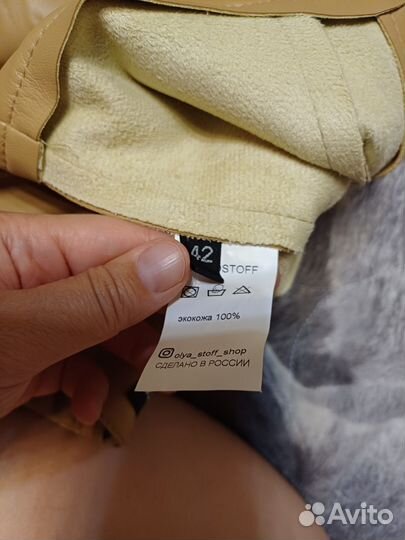 42
STOFF
экокожа 100%
olya_stoff_shop
СДЕЛАНО В РОССИИ
Avito